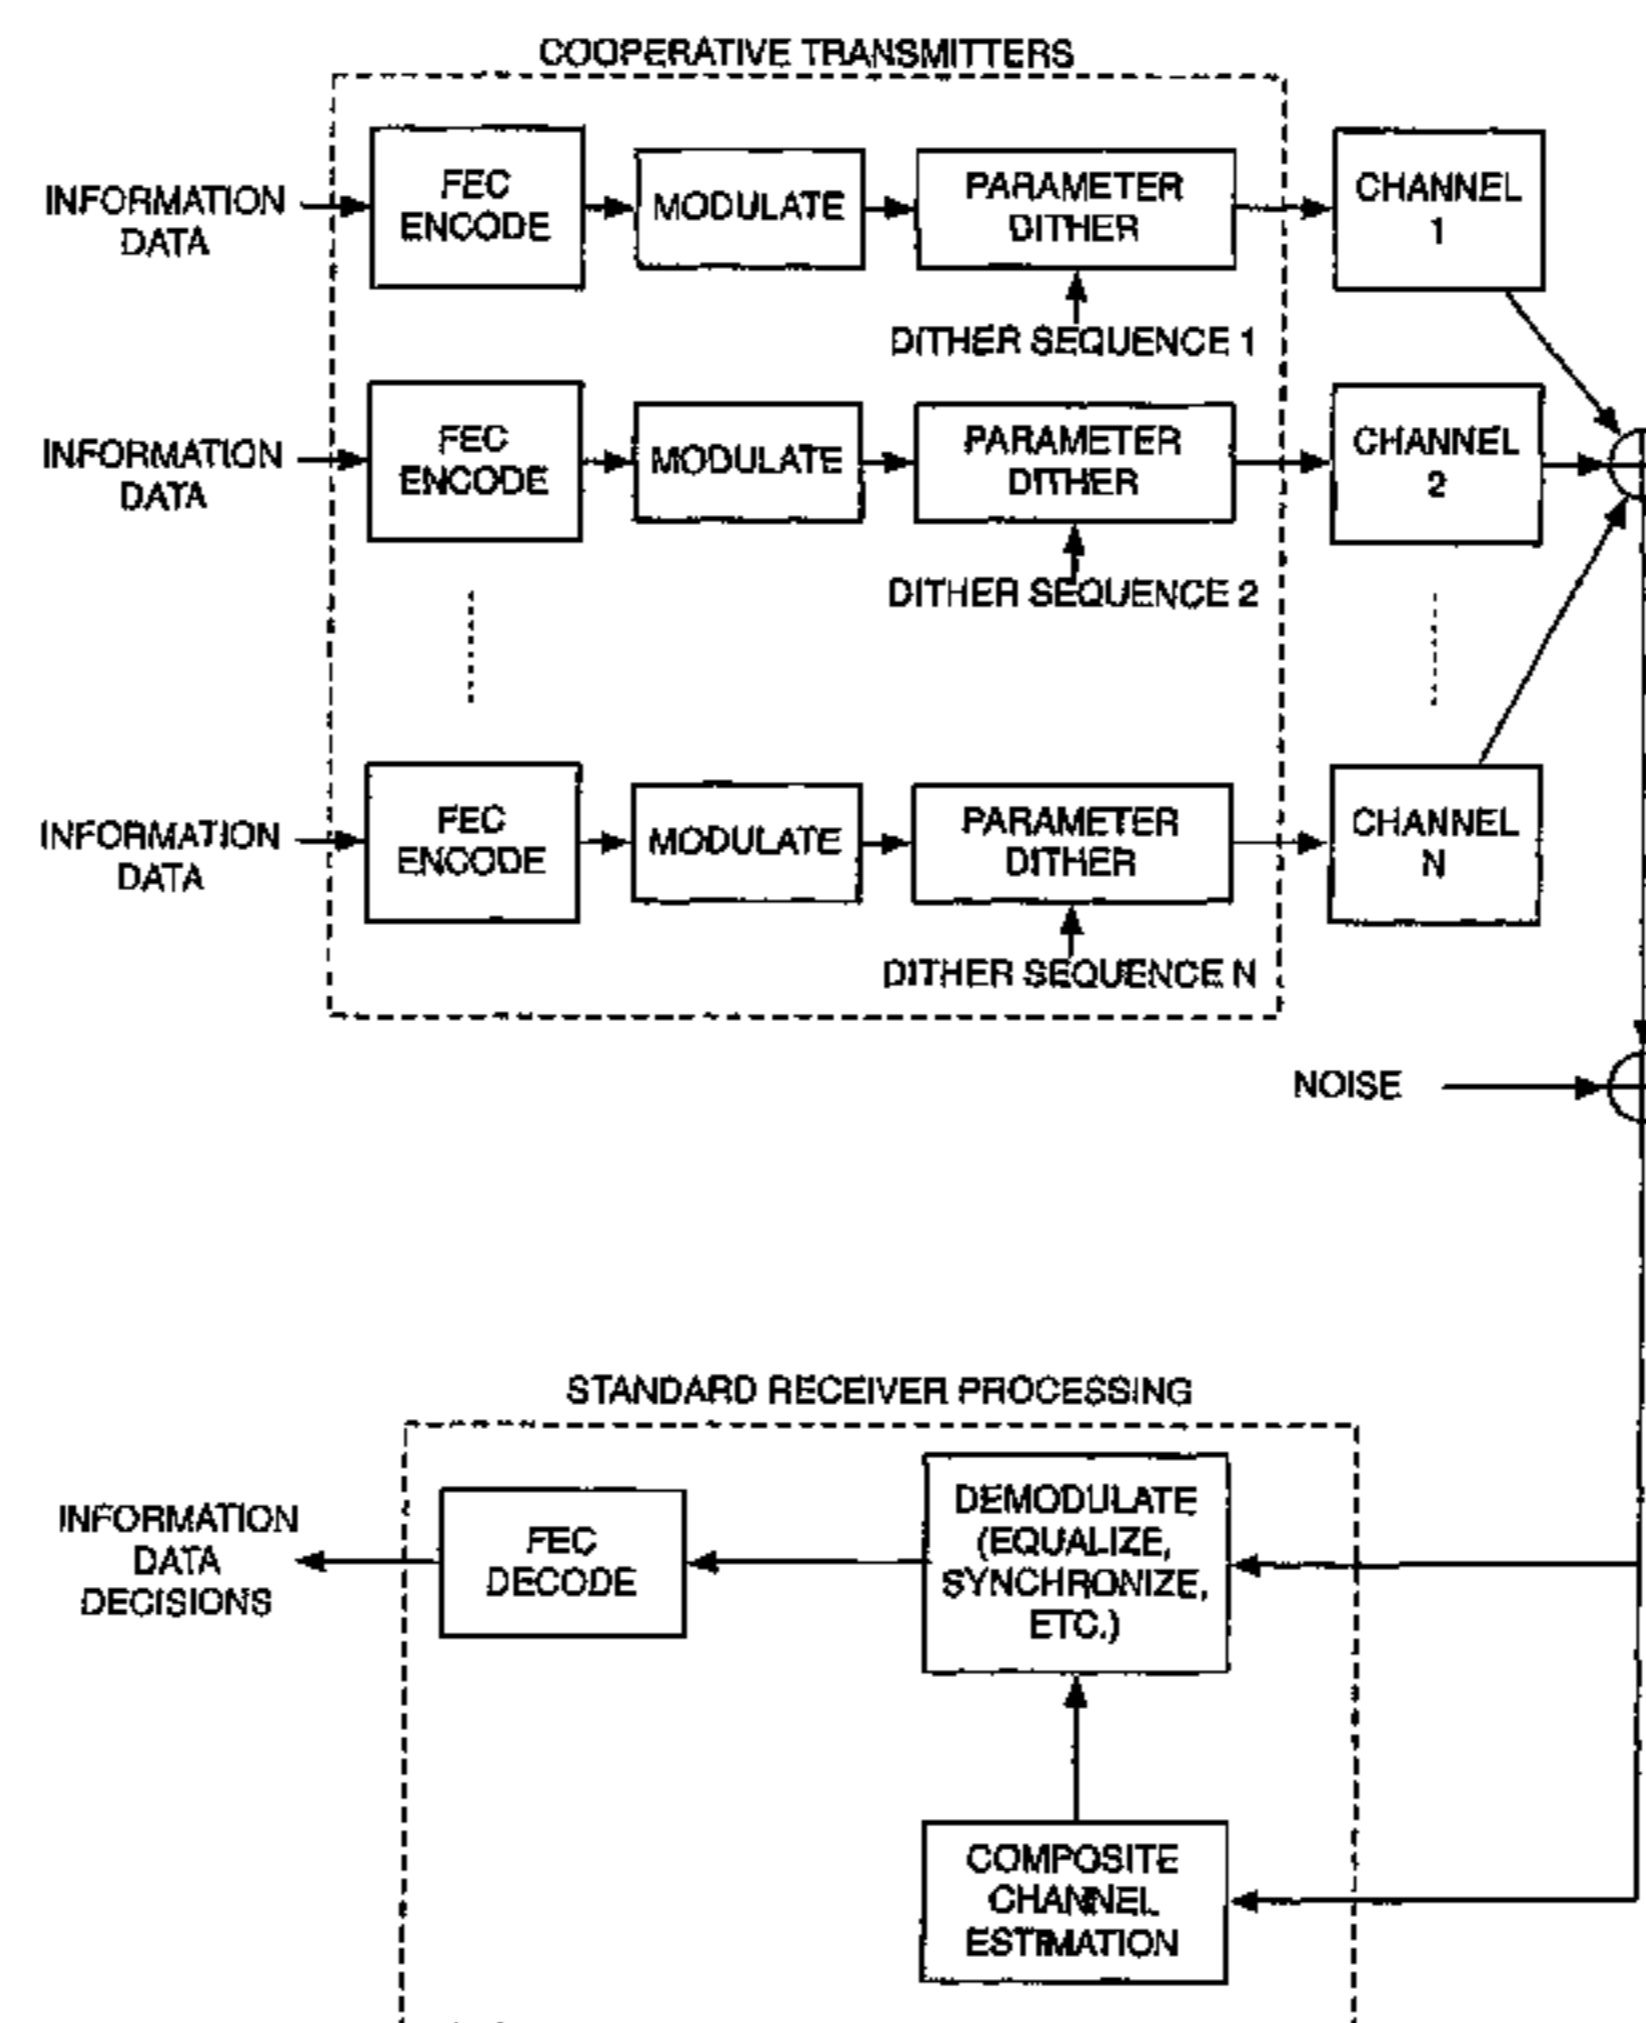 COOPERATIVE TRANSMITTERS
INFORMATION
DATA
FEC
ENCODE
MODULATE
PARAMETER
DITHER
CHANNEL
1
DITHER SEQUENCE 1
INFORMATION
DATA
FEC
ENCODE
MODULATE
PARAMETER
DITHER
CHANNEL
2
DITHER SEQUENCE 2
INFORMATION
DATA
FEC
ENCODE
MODULATE
PARAMETER
DITHER
CHANNEL
N
DITHER SEQUENCE N
NOISE
STANDARD RECEIVER PROCESSING
INFORMATION
DATA
DECISIONS
FEC
DECODE
DEMODULATE
(EQUALIZE,
SYNCHRONIZE,
ETC.)
COMPOSITE
CHANNEL
ESTIMATION